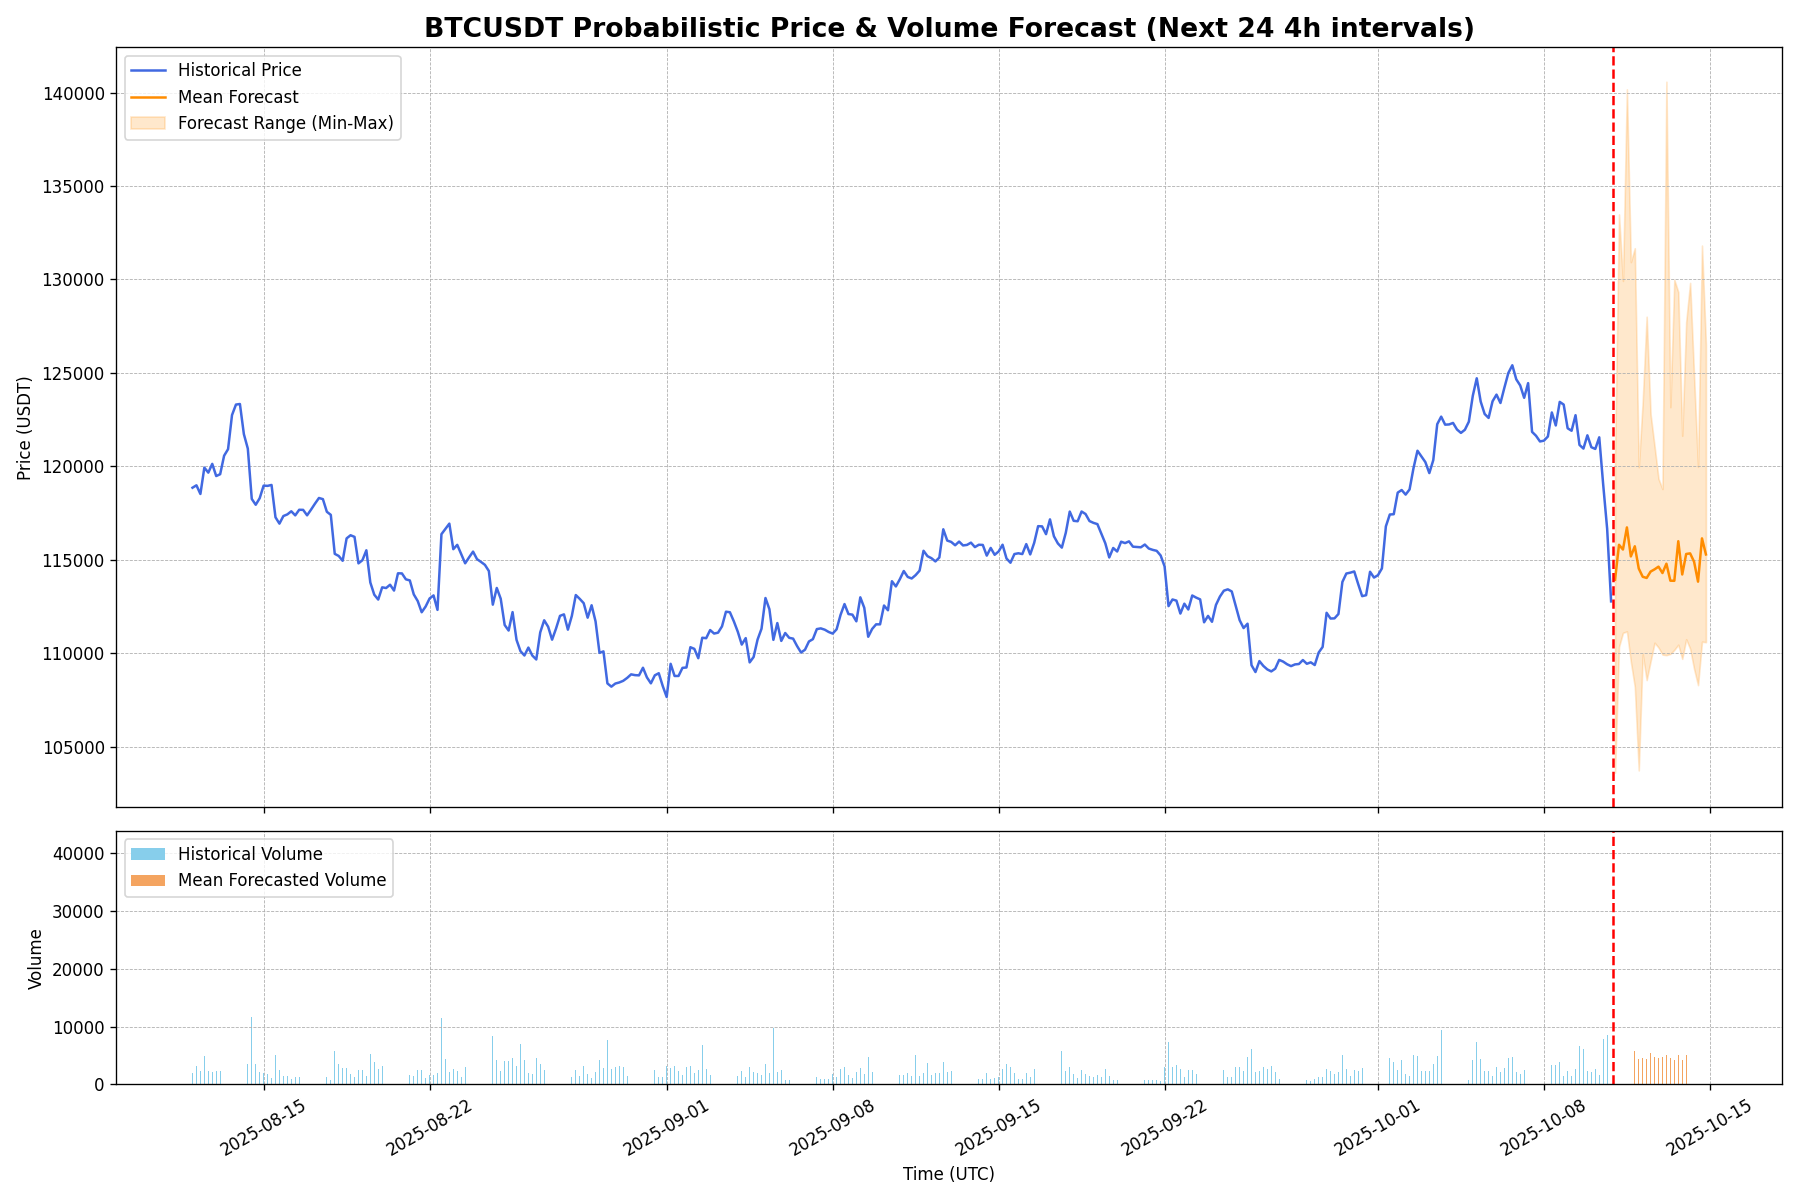 BTCUSDT Probabilistic Price & Volume Forecast (Next 24 4h intervals)
Historical Price
Mean Forecast
Forecast Range (Min-Max)
140000
135000
130000
125000
120000
115000
110000
105000
Price (USDT)
Historical Volume
Mean Forecasted Volume
40000
30000
20000
10000
0
Volume
2025-08-15
2025-08-22
2025-09-01
2025-09-08
2025-09-15
2025-09-22
2025-10-01
2025-10-08
2025-10-15
Time (UTC)